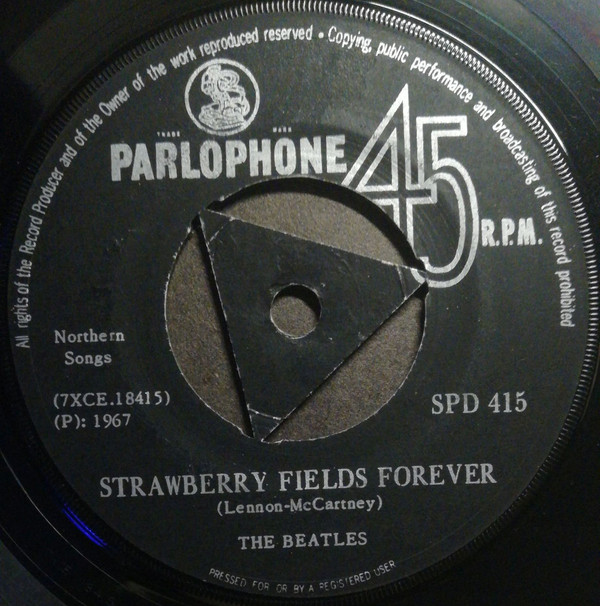 All rights of the Record Producer and of the Owner of the work reproduced reserved • Copying, public performance and broadcasting of this record prohibited
TRADE MARK
PARLOPHONE
45
R.P.M.
Northern
Songs
(7XCE.18415)
(P): 1967
SPD 415
STRAWBERRY FIELDS FOREVER
(Lennon-McCartney)
THE BEATLES
PRESSED FOR OR BY A REGISTERED USER